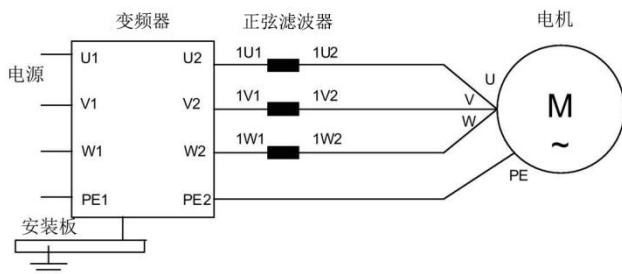 变频器 正弦滤波器 电机
电源
U1 U2 1U1 1U2 U
V1 V2 1V1 1V2 V
W1 W2 1W1 1W2 W
M
~
PE1 PE2 PE
安装板